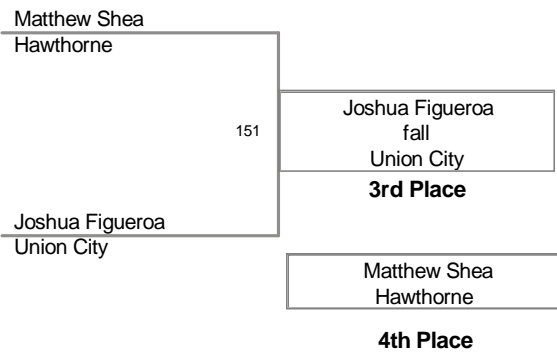 Matthew Shea
Hawthorne
151
Joshua Figueroa
fall
Union City
3rd Place
Joshua Figueroa
Union City
Matthew Shea
Hawthorne
4th Place